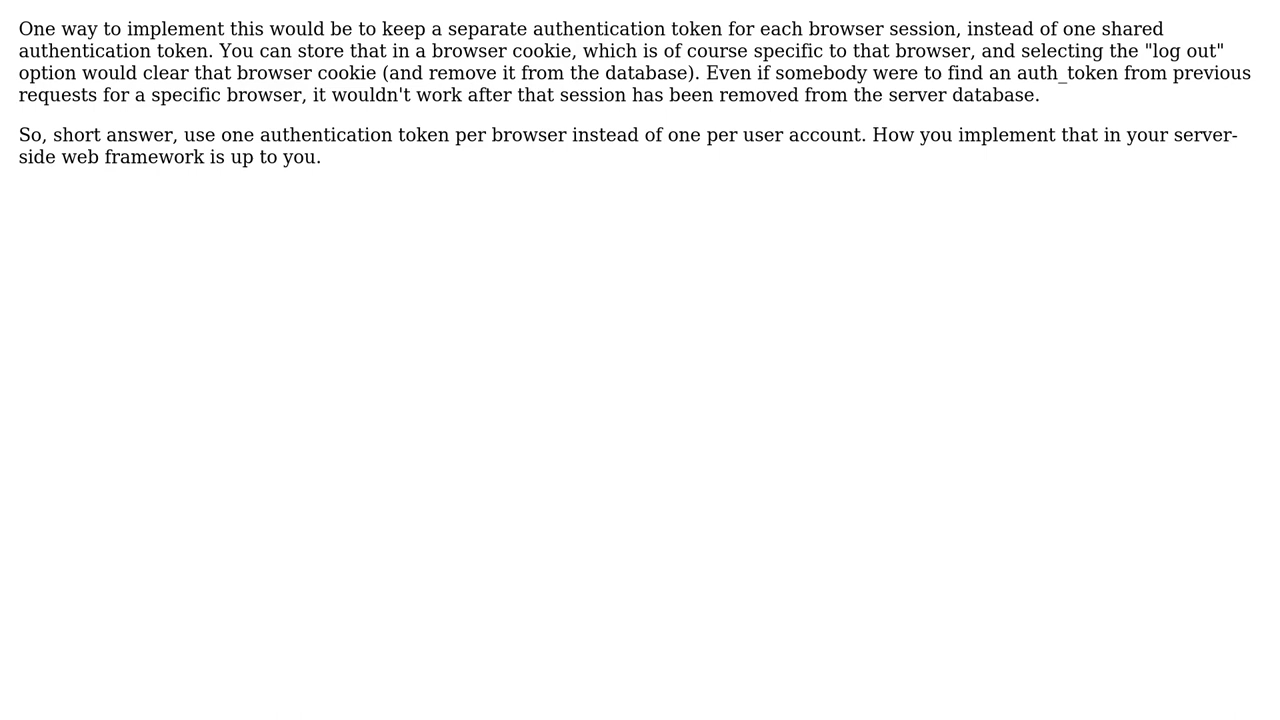 One way to implement this would be to keep a separate authentication token for each browser session, instead of one shared
authentication token. You can store that in a browser cookie, which is of course specific to that browser, and selecting the "log out"
option would clear that browser cookie (and remove it from the database). Even if somebody were to find an auth_token from previous
requests for a specific browser, it wouldn't work after that session has been removed from the server database.
So, short answer, use one authentication token per browser instead of one per user account. How you implement that in your server-
side web framework is up to you.